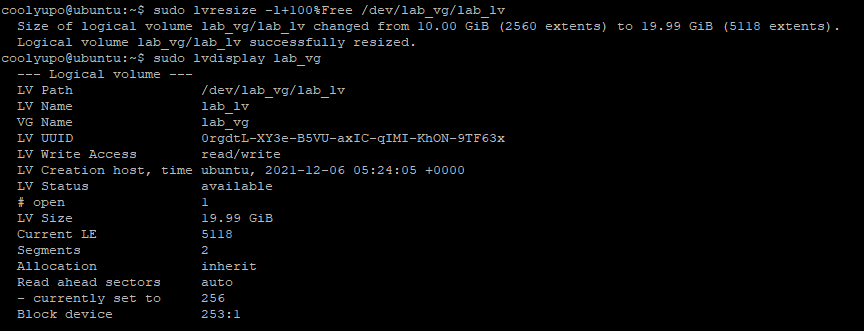 coolyupo@ubuntu:~$ sudo lvresize -l+100%Free /dev/lab_vg/lab_lv
  Size of logical volume lab_vg/lab_lv changed from 10.00 GiB (2560 extents) to 19.99 GiB (5118 extents).
  Logical volume lab_vg/lab_lv successfully resized.
coolyupo@ubuntu:~$ sudo lvdisplay lab_vg
  --- Logical volume ---
  LV Path                /dev/lab_vg/lab_lv
  LV Name                lab_lv
  VG Name                lab_vg
  LV UUID                0rgdtL-XY3e-B5VU-axIC-qIMI-KhON-9TF63x
  LV Write Access        read/write
  LV Creation host, time ubuntu, 2021-12-06 05:24:05 +0000
  LV Status              available
  # open                 1
  LV Size                19.99 GiB
  Current LE             5118
  Segments               2
  Allocation             inherit
  Read ahead sectors     auto
  - currently set to     256
  Block device           253:1